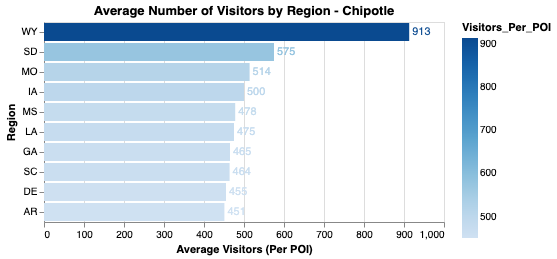 Average Number of Visitors by Region - Chipotle
Visitors_Per_POI
WY 913
SD 575
MO 514
IA 500
MS 478
LA 475
GA 465
SC 464
DE 455
AR 451
Region
0 100 200 300 400 500 600 700 800 900 1,000
Average Visitors (Per POI)
900
800
700
600
500